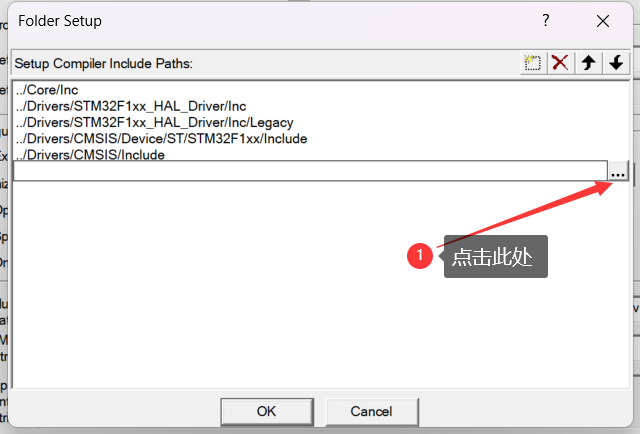 Folder Setup
?
Setup Compiler Include Paths:
../Core/Inc
../Drivers/STM32F1xx_HAL_Driver/Inc
../Drivers/STM32F1xx_HAL_Driver/Inc/Legacy
../Drivers/CMSIS/Device/ST/STM32F1xx/Include
../Drivers/CMSIS/Include
...
1 点击此处
OK Cancel